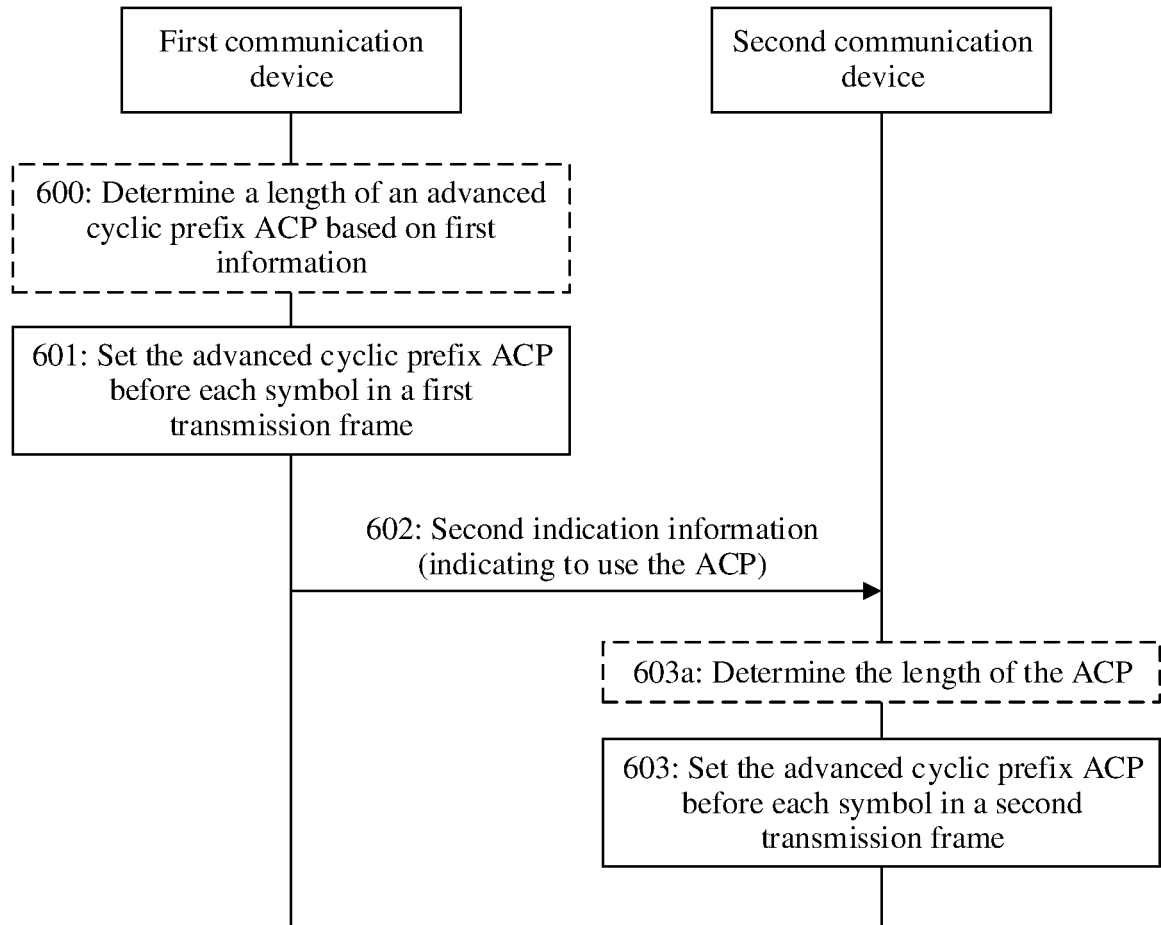 First communication
device
Second communication
device
600: Determine a length of an advanced
cyclic prefix ACP based on first
information
601: Set the advanced cyclic prefix ACP
before each symbol in a first
transmission frame
602: Second indication information
(indicating to use the ACP)
603a: Determine the length of the ACP
603: Set the advanced cyclic prefix ACP
before each symbol in a second
transmission frame